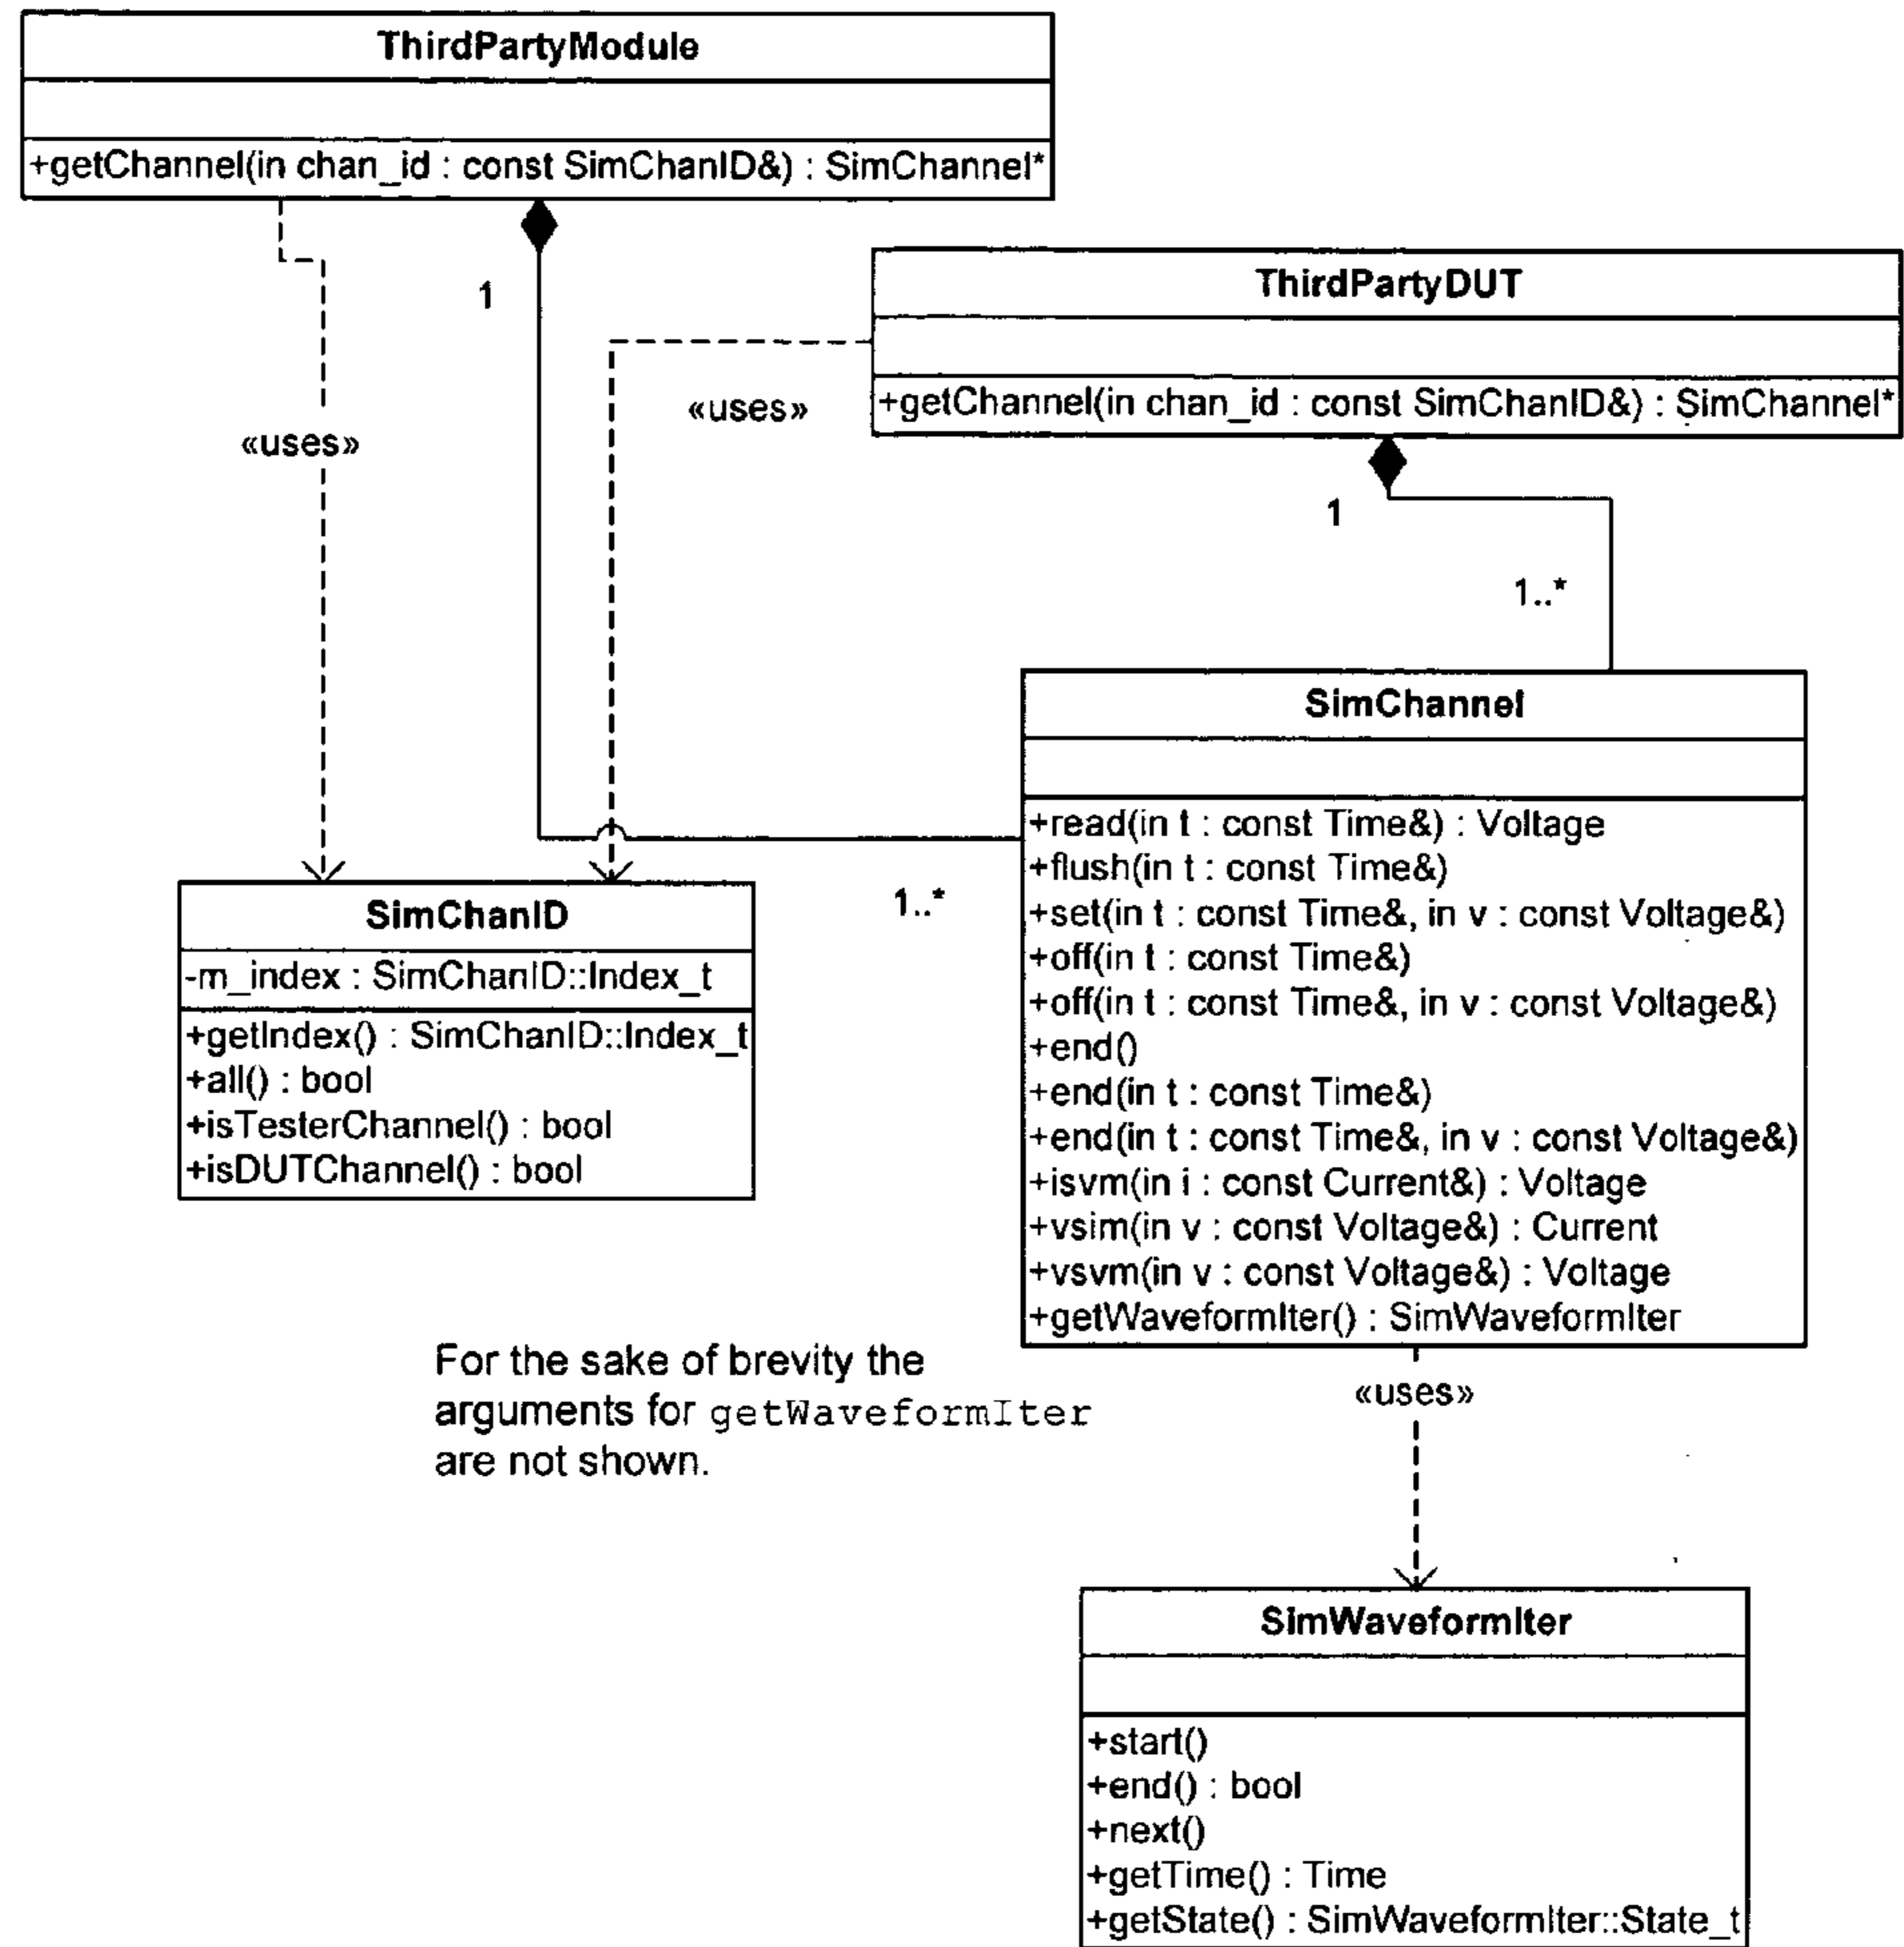 ThirdPartyModule
+getChannel(in chan_id : const SimChanID&) : SimChannel*
1
«uses»
ThirdPartyDUT
+getChannel(in chan_id : const SimChanID&) : SimChannel*
«uses»
1
1..*
SimChannel
+read(in t : const Time&) : Voltage
+flush(in t : const Time&)
+set(in t : const Time&, in v : const Voltage&)
+off(in t : const Time&)
+off(in t : const Time&, in v : const Voltage&)
+end()
+end(in t : const Time&)
+end(in t : const Time&, in v : const Voltage&)
+isvm(in i : const Current&) : Voltage
+vsim(in v : const Voltage&) : Current
+vsvm(in v : const Voltage&) : Voltage
+getWaveformIter() : SimWaveformIter
1..*
SimChanID
-m_index : SimChanID::Index_t
+getIndex() : SimChanID::Index_t
+all() : bool
+isTesterChannel() : bool
+isDUTChannel() : bool
For the sake of brevity the
arguments for getWaveformIter
are not shown.
«uses»
SimWaveformIter
+start()
+end() : bool
+next()
+getTime() : Time
+getState() : SimWaveformIter::State_t